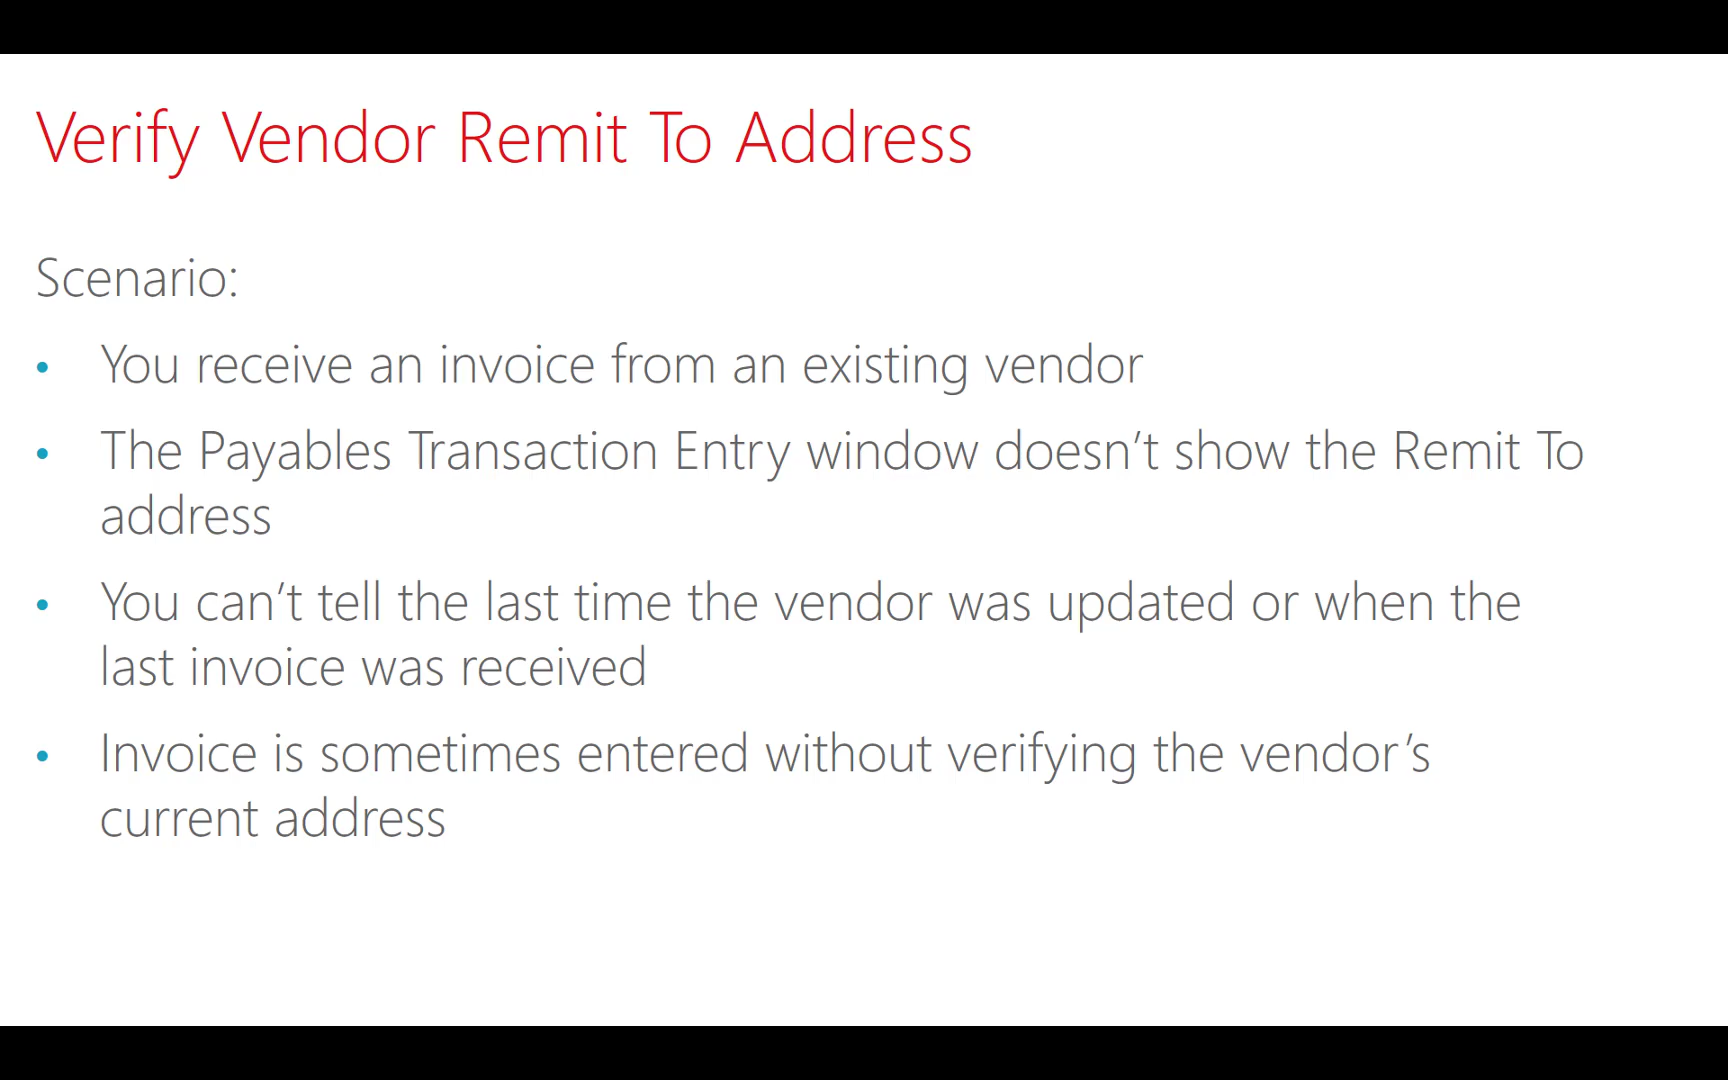 Verify Vendor Remit To Address
Scenario:
• You receive an invoice from an existing vendor
• The Payables Transaction Entry window doesn’t show the Remit To
address
• You can’t tell the last time the vendor was updated or when the
last invoice was received
• Invoice is sometimes entered without verifying the vendor’s
current address